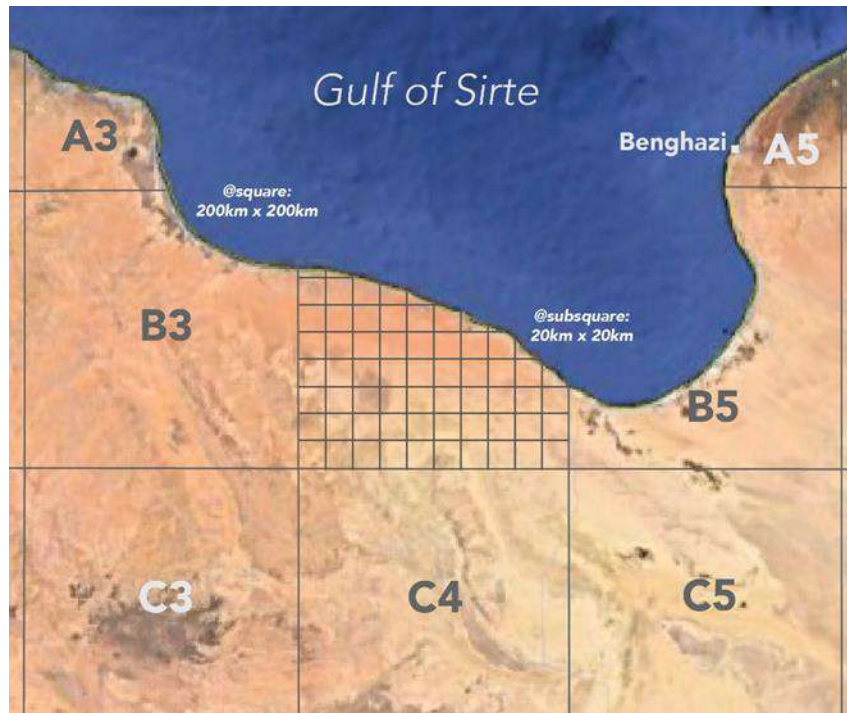 Gulf of Sirte
A3
Benghazi
A5
@square:
200km x 200km
B3
@subsquare:
20km x 20km
B5
C3
C4
C5